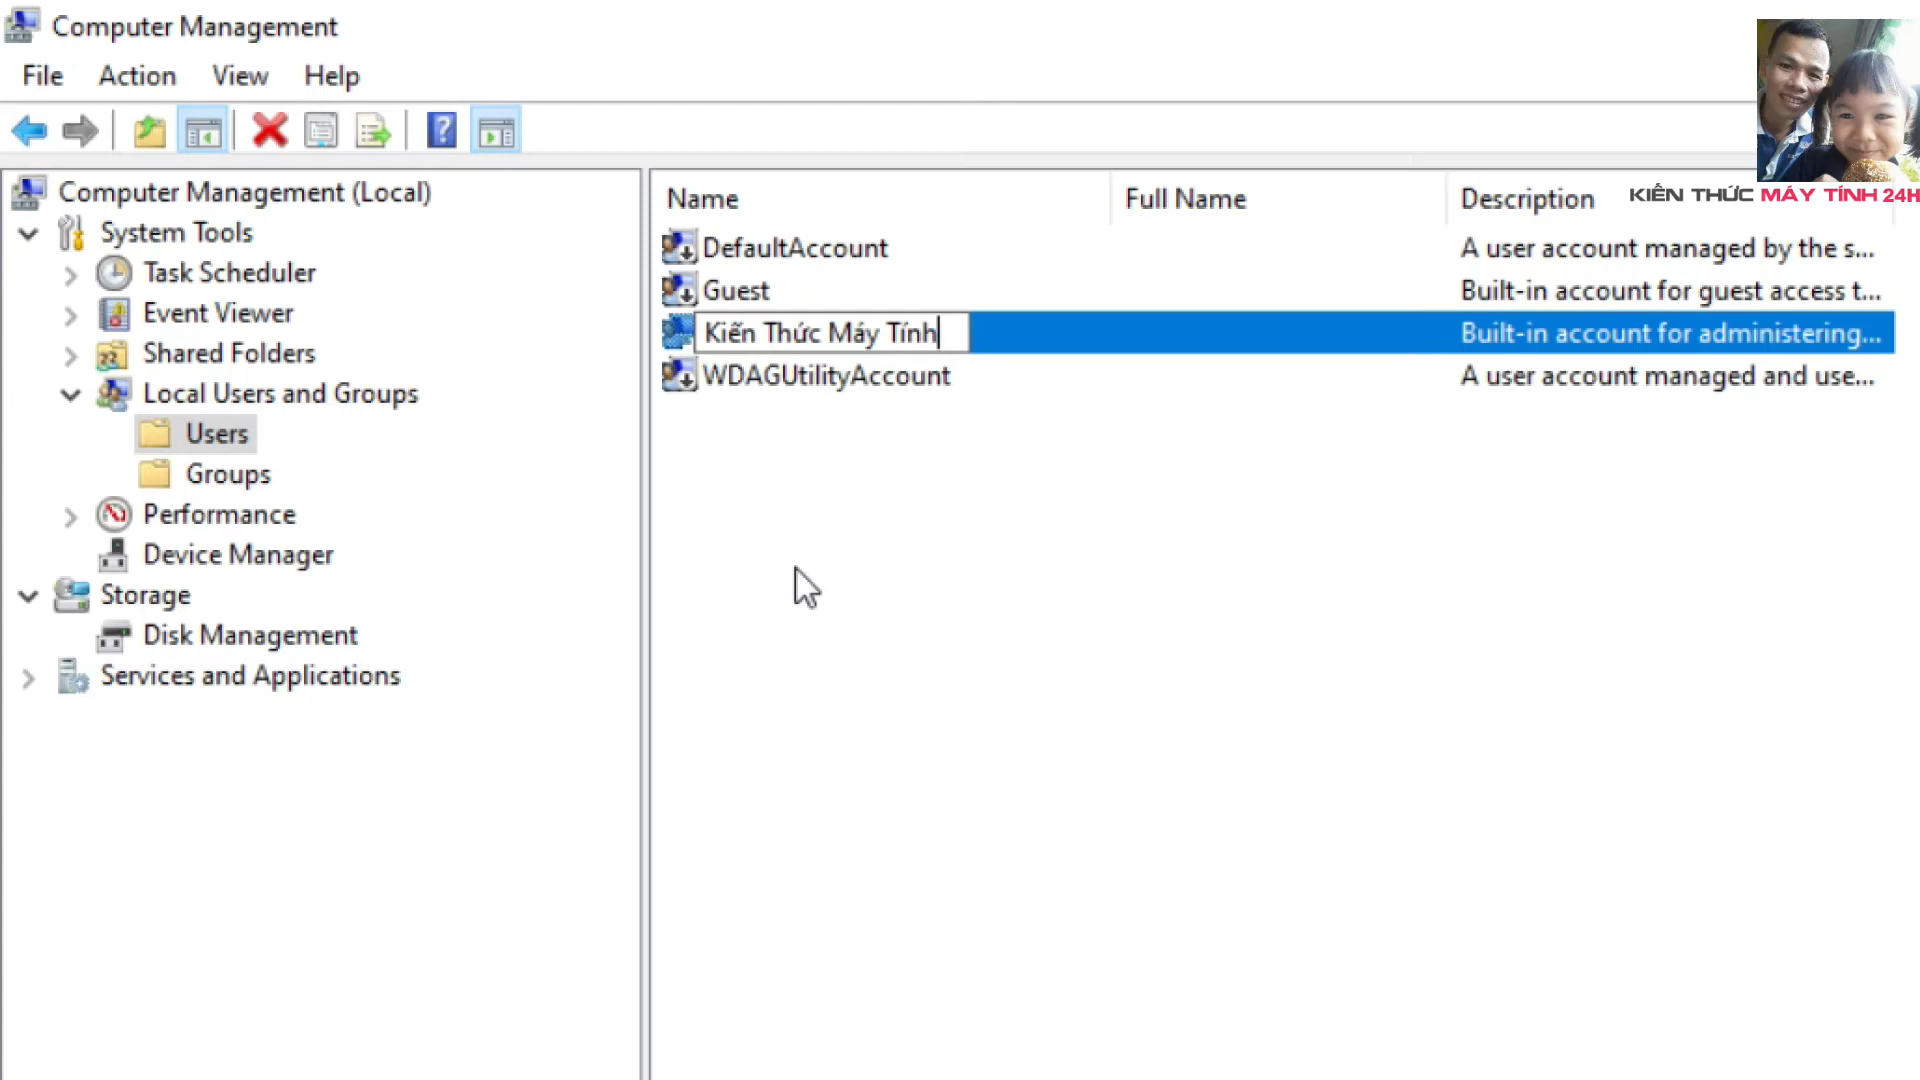 Computer Management
File Action View Help
KIẾN THỨC MÁY TÍNH 24H
Computer Management (Local)
System Tools
Task Scheduler
Event Viewer
Shared Folders
Local Users and Groups
Users
Groups
Performance
Device Manager
Storage
Disk Management
Services and Applications
Name Full Name Description
DefaultAccount A user account managed by the s...
Guest Built-in account for guest access t...
Kiến Thức Máy Tính Built-in account for administering...
WDAGUtilityAccount A user account managed and use...